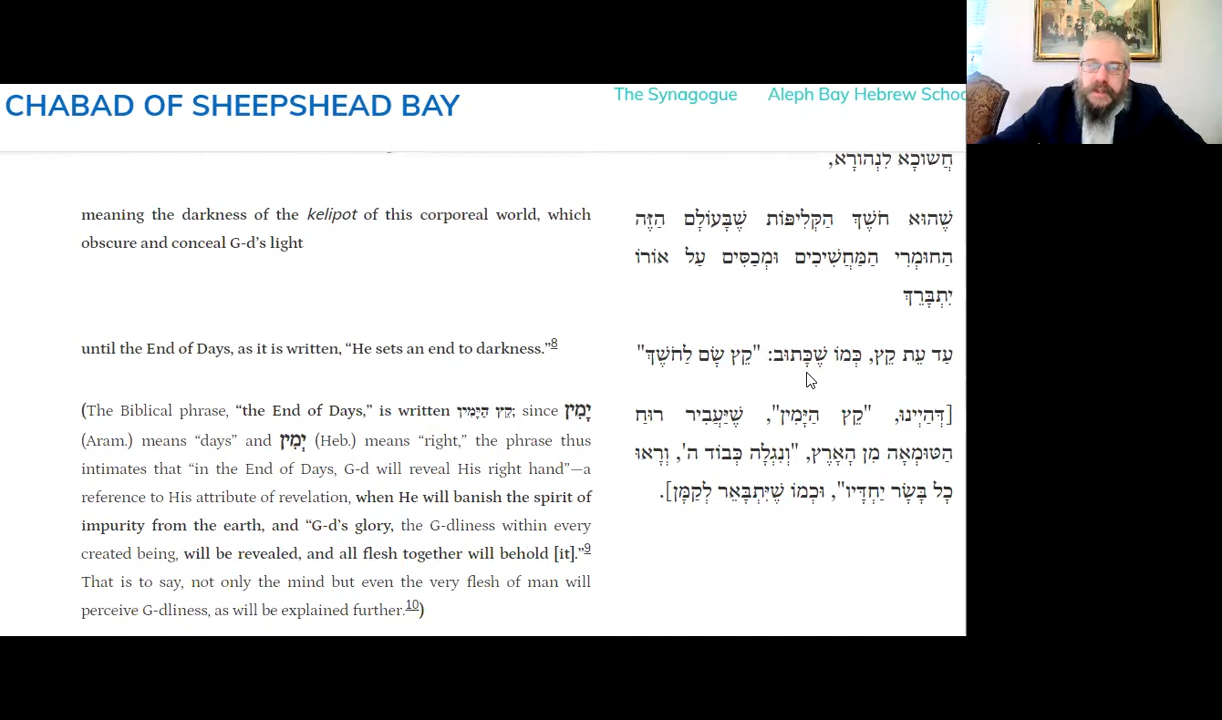 CHABAD OF SHEEPSHEAD BAY
The Synagogue
Aleph Bay Hebrew Schoo
meaning the darkness of the kelipot of this corporeal world, which
obscure and conceal G-d's light
until the End of Days, as it is written, “He sets an end to darkness.”8
(The Biblical phrase, “the End of Days,” is written קֵץ הַיָּמִין; since יָמִין
(Aram.) means “days” and יְמִין (Heb.) means “right,” the phrase thus
intimates that “in the End of Days, G-d will reveal His right hand”—a
reference to His attribute of revelation, when He will banish the spirit of
impurity from the earth, and “G-d’s glory, the G-dliness within every
created being, will be revealed, and all flesh together will behold [it].”9
That is to say, not only the mind but even the very flesh of man will
perceive G-dliness, as will be explained further.10)
חֲשׁוֹכָא לִנְהוֹרָא,
שֶׁהוּא חֹשֶׁךְ הַקְּלִיפּוֹת שֶׁבָּעוֹלָם הַזֶּה
הַחוּמְרִי הַמַּחֲשִׁיכִים וּמְכַסִּים עַל אוֹרוֹ
יִתְבָּרֵךְ
עַד עֵת קֵץ, כְּמוֹ שֶׁכָּתוּב: "קֵץ שָׂם לַחֹשֶׁךְ"
[דְּהַיְינוּ, "קֵץ הַיָּמִין", שֶׁיַּעֲבִיר רוּחַ
הַטּוּמְאָה מִן הָאָרֶץ, "וְנִגְלָה כְּבוֹד ה', וְרָאוּ
כָל בָּשָׂר יַחְדָּיו", וּכְמוֹ שֶׁיִּתְבָּאֵר לְקַמָּן].